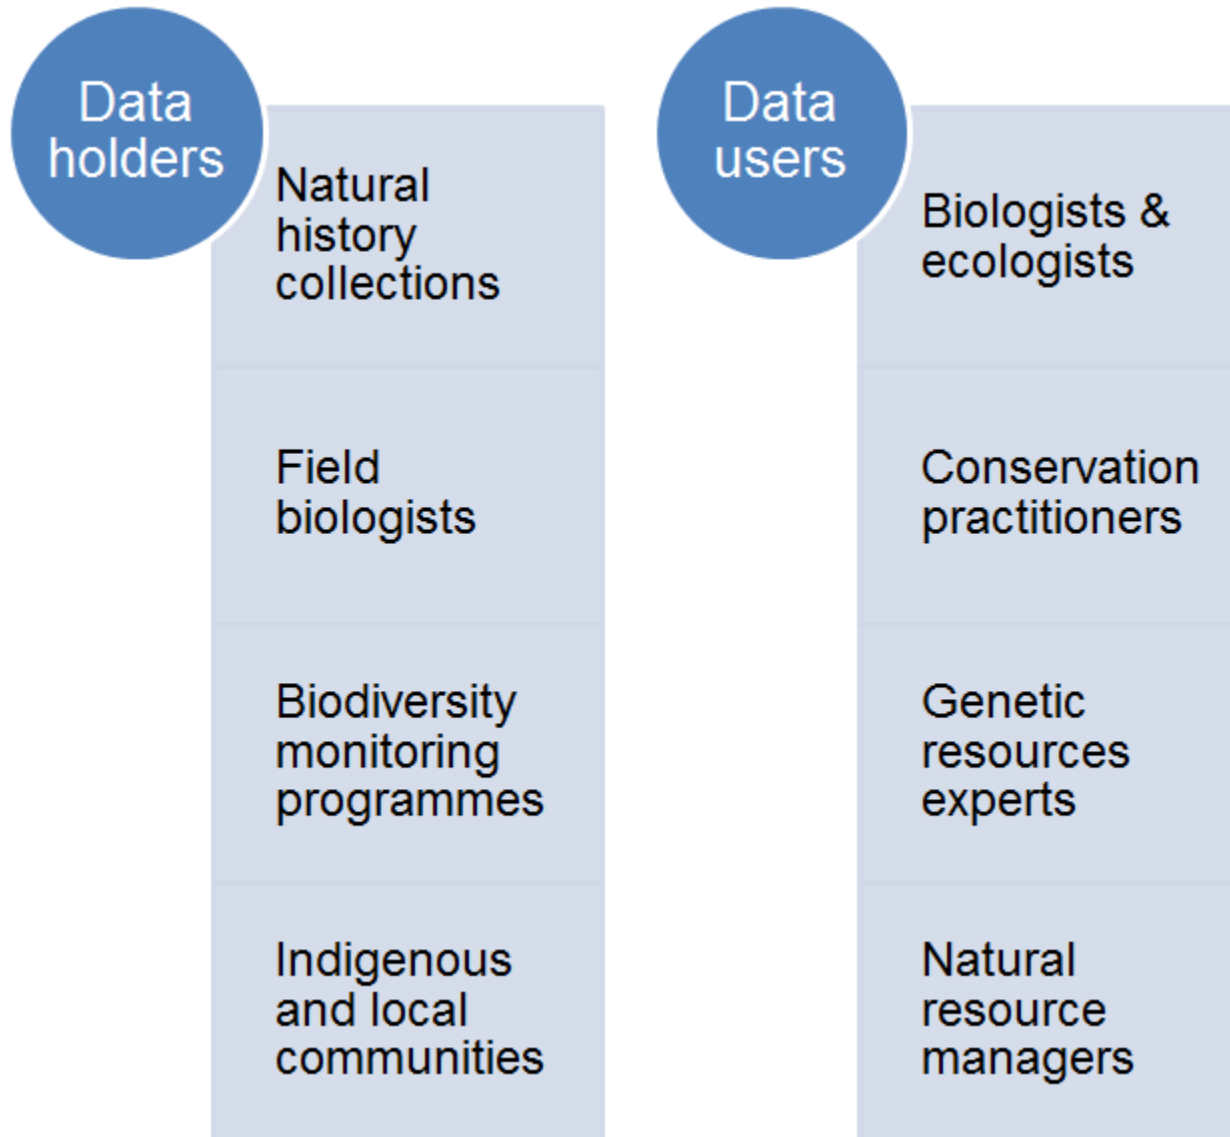 Data
holders
Natural
history
collections
Field
biologists
Biodiversity
monitoring
programmes
Indigenous
and local
communities
Data
users
Biologists &
ecologists
Conservation
practitioners
Genetic
resources
experts
Natural
resource
managers